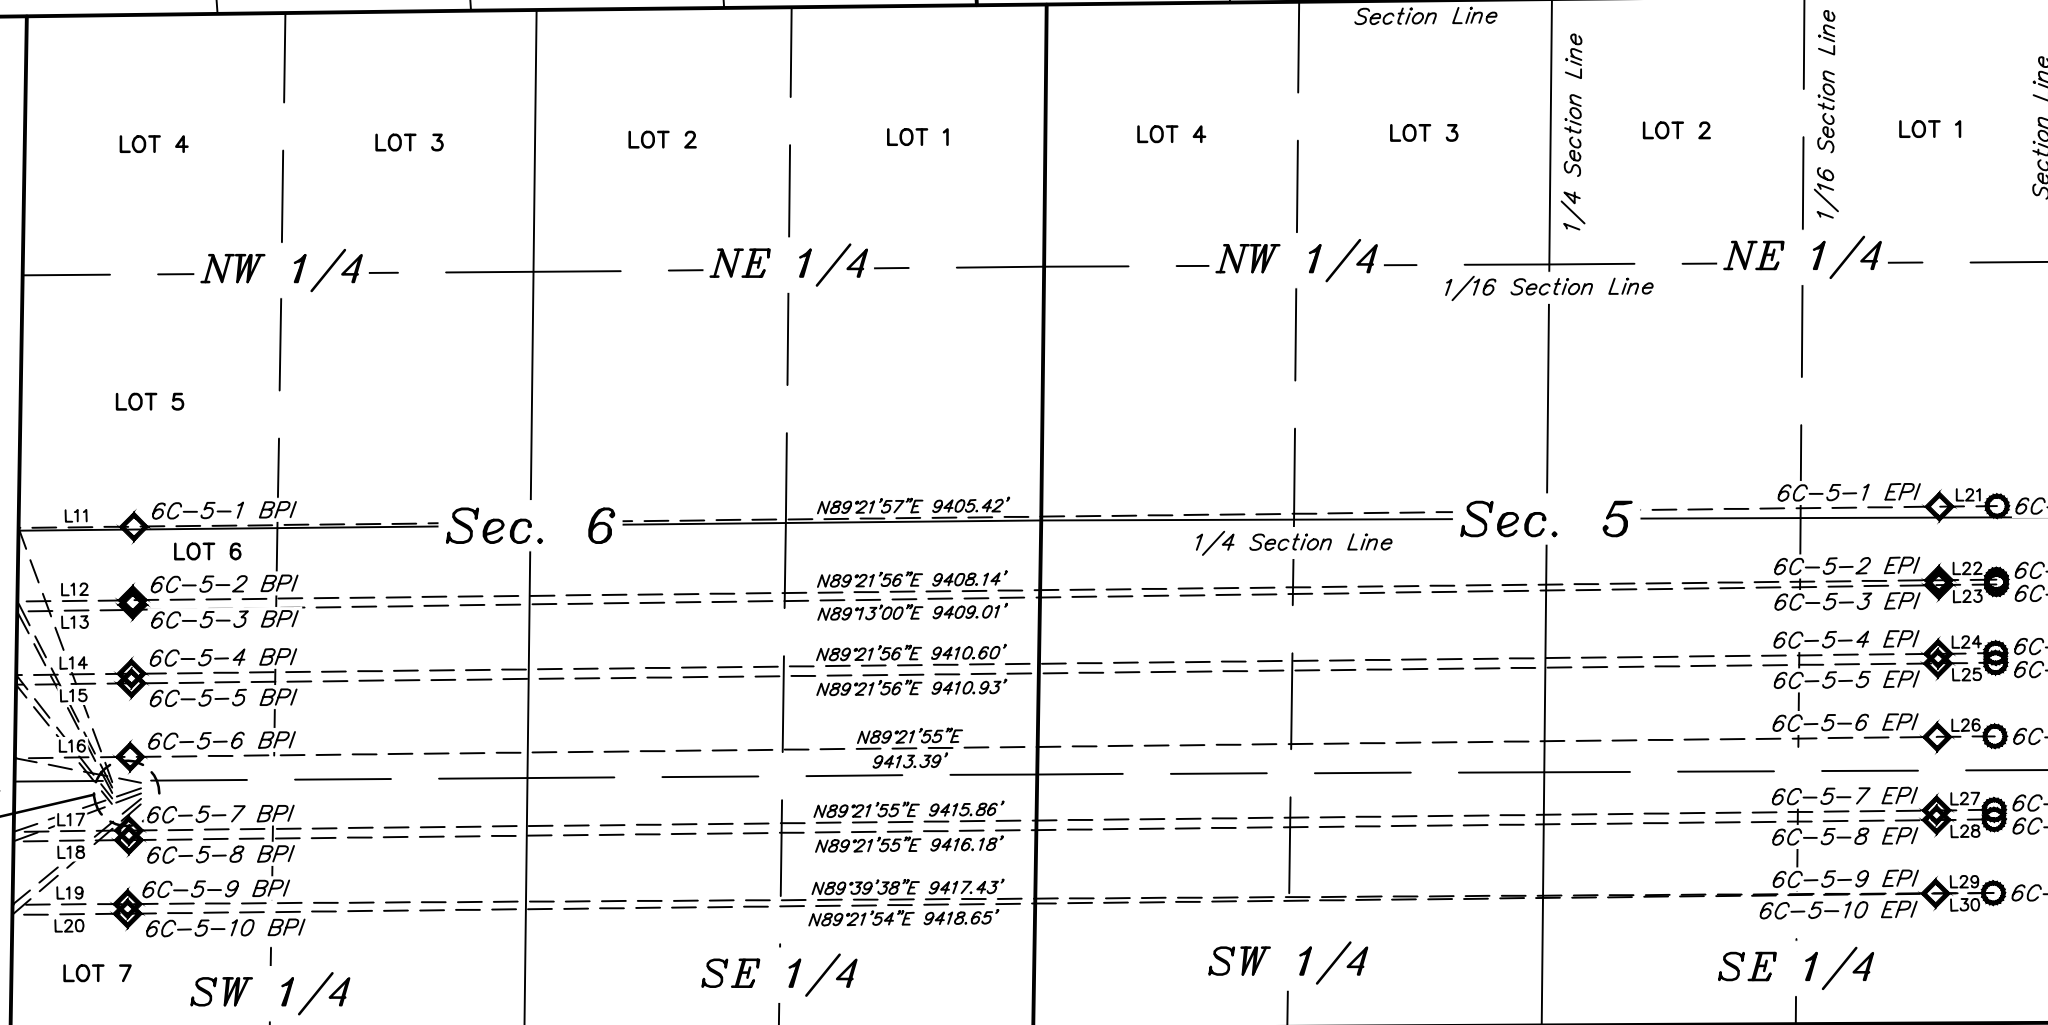 Section Line
1/4 Section Line
1/16 Section Line
Section Line
LOT 4
LOT 3
LOT 2
LOT 1
LOT 4
LOT 3
LOT 2
LOT 1
NW 1/4
NE 1/4
NW 1/4
NE 1/4
1/16 Section Line
LOT 5
L11
6C-5-1 BPI
Sec. 6
N89°21'57"E 9405.42'
Sec. 5
6C-5-1 EPI
L21
6C-
1/4 Section Line
LOT 6
L12
6C-5-2 BPI
N89°21'56"E 9408.14'
6C-5-2 EPI
L22
6C-
L13
6C-5-3 BPI
N89°13'00"E 9409.01'
6C-5-3 EPI
L23
6C-
L14
6C-5-4 BPI
N89°21'56"E 9410.60'
6C-5-4 EPI
L24
6C-
L15
6C-5-5 BPI
N89°21'56"E 9410.93'
6C-5-5 EPI
L25
6C-
L16
6C-5-6 BPI
N89°21'55"E
9413.39'
6C-5-6 EPI
L26
6C-
L17
6C-5-7 BPI
N89°21'55"E 9415.86'
6C-5-7 EPI
L27
6C-
L18
6C-5-8 BPI
N89°21'55"E 9416.18'
6C-5-8 EPI
L28
6C-
L19
6C-5-9 BPI
N89°39'38"E 9417.43'
6C-5-9 EPI
L29
6C-
L20
6C-5-10 BPI
N89°21'54"E 9418.65'
6C-5-10 EPI
L30
LOT 7
SW 1/4
SE 1/4
SW 1/4
SE 1/4